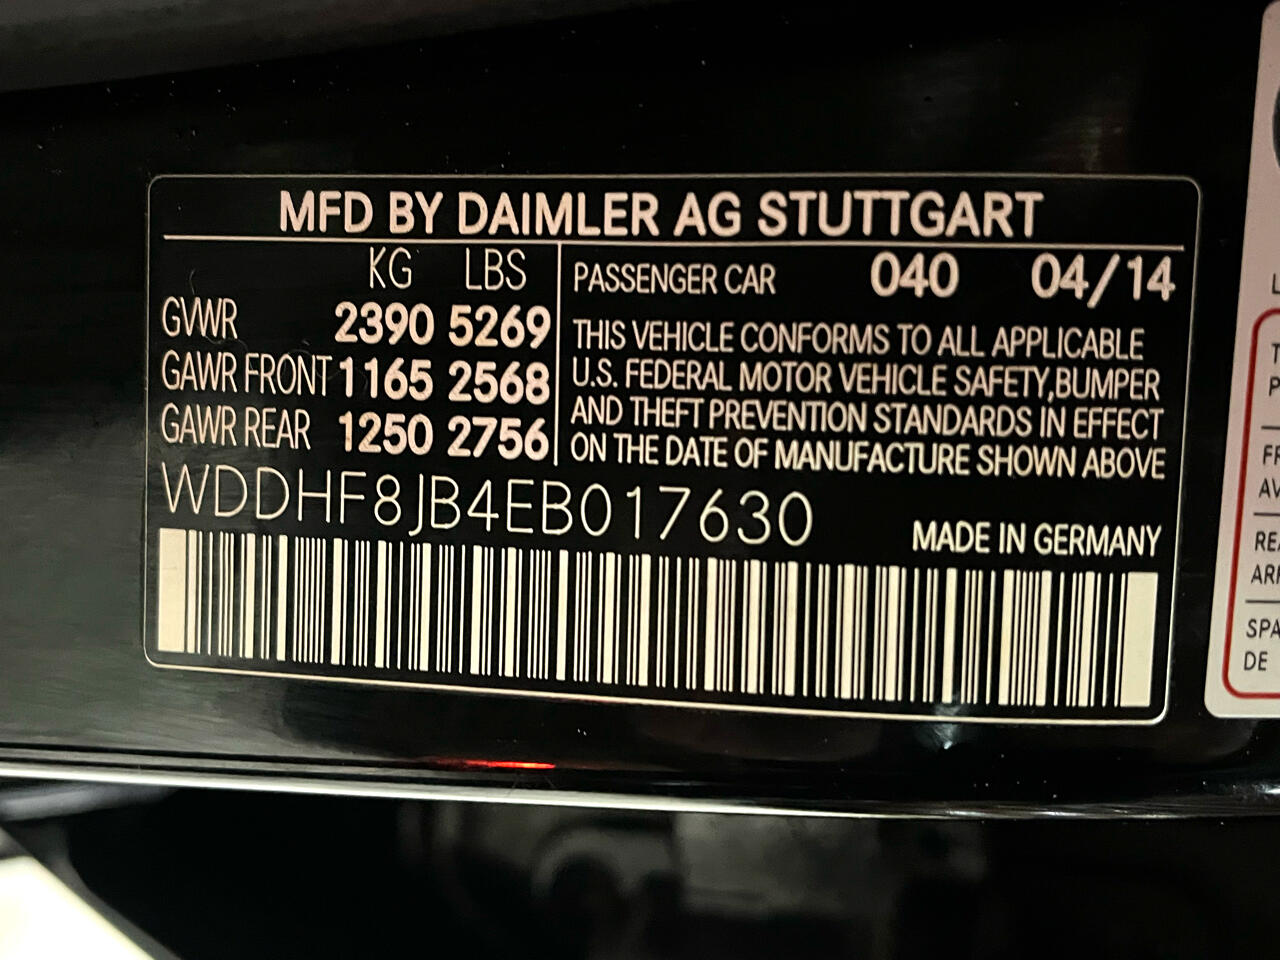 MFD BY DAIMLER AG STUTTGART
KG LBS
GVWR 2390 5269
GAWR FRONT 1165 2568
GAWR REAR 1250 2756
PASSENGER CAR 040 04/14
THIS VEHICLE CONFORMS TO ALL APPLICABLE
U.S. FEDERAL MOTOR VEHICLE SAFETY,BUMPER
AND THEFT PREVENTION STANDARDS IN EFFECT
ON THE DATE OF MANUFACTURE SHOWN ABOVE
WDDHF8JB4EB017630
MADE IN GERMANY
DE